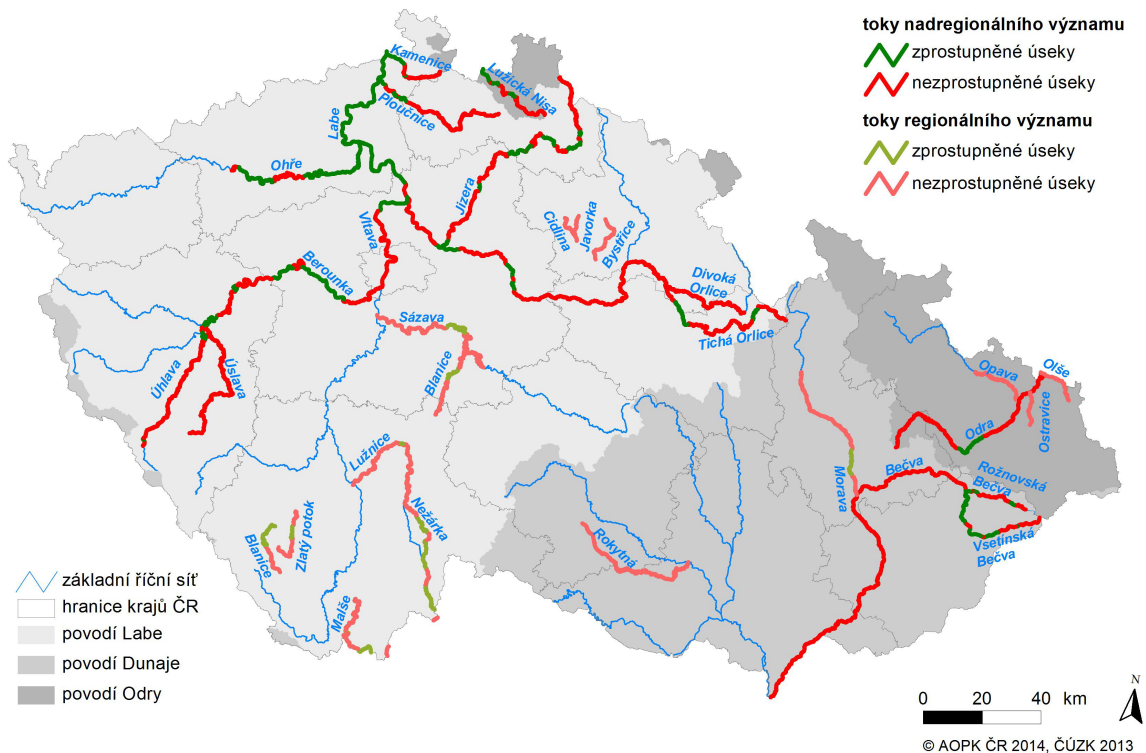 toky nadregionálního významu
zprostupněné úseky
nezprostupněné úseky
toky regionálního významu
zprostupněné úseky
nezprostupněné úseky
Kamenice
Lužická Nisa
Ploučnice
Labe
Ohře
Jizera
Vltava
Cidlina
Javorka
Bystřice
Berounka
Divoká
Orlice
Tichá Orlice
Sázava
Blanice
Úhlava
Úslava
Opava
Olše
Ostravice
Odra
Lužnice
Nežárka
Bečva
Rožnovská
Bečva
Morava
Vsetínská
Bečva
Blanice
Zlatý potok
Rokytná
Malše
základní říční síť
hranice krajů ČR
povodí Labe
povodí Dunaje
povodí Odry
0 20 40 km
N
© AOPK ČR 2014, ČÚZK 2013